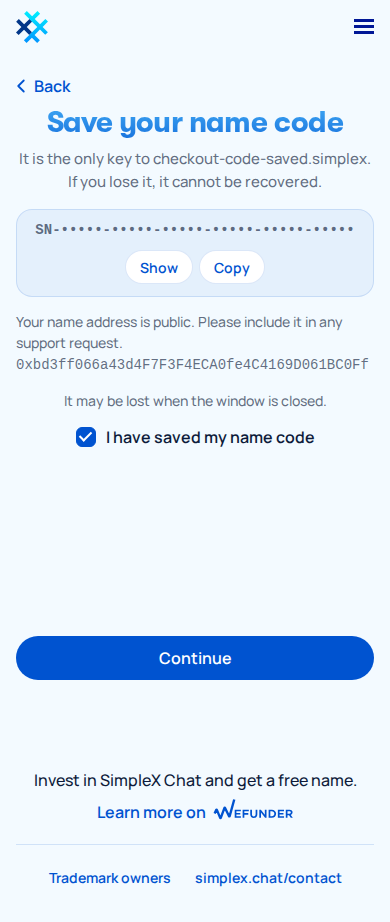 Back
Save your name code
It is the only key to checkout-code-saved.simplex.
If you lose it, it cannot be recovered.
SN-•••••-•••••-•••••-•••••-•••••-•••••
Show Copy
Your name address is public. Please include it in any
support request.
0xbd3ff066a43d4F7F3F4ECA0fe4C4169D061BC0Ff
It may be lost when the window is closed.
I have saved my name code
Continue
Invest in SimpleX Chat and get a free name.
Learn more on WEFUNDER
Trademark owners simplex.chat/contact